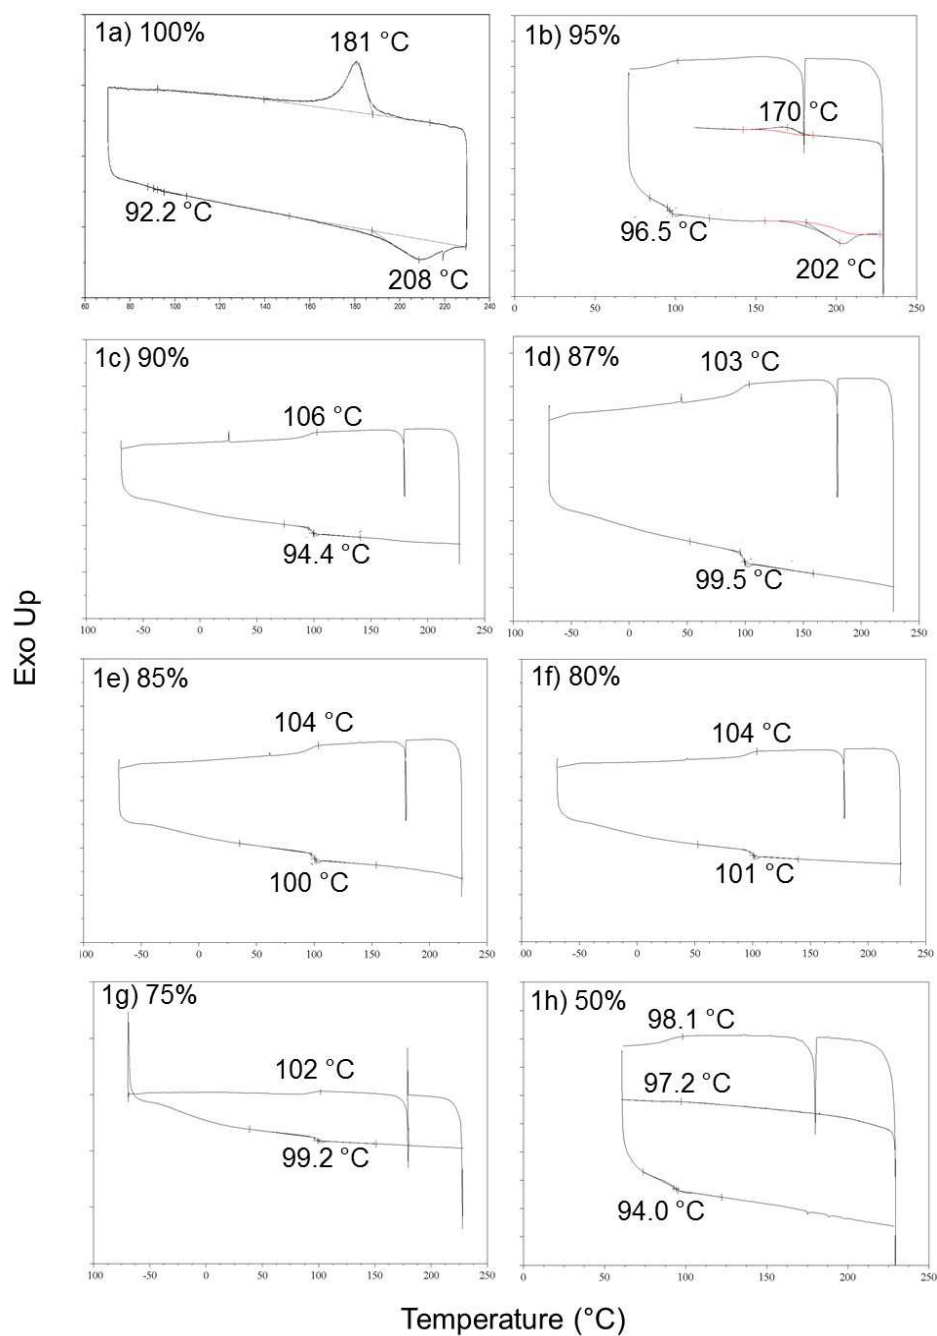 1a) 100%
181 °C
92.2 °C
208 °C
60 80 100 120 140 160 180 200 220 240
1b) 95%
170 °C
96.5 °C
202 °C
0 50 100 150 200 250
1c) 90%
106 °C
94.4 °C
100 -50 0 50 100 150 200 250
1d) 87%
103 °C
99.5 °C
100 -50 0 50 100 150 200 250
1e) 85%
104 °C
100 °C
100 -50 0 50 100 150 200 250
1f) 80%
104 °C
101 °C
100 -50 0 50 100 150 200 250
1g) 75%
102 °C
99.2 °C
100 -50 0 50 100 150 200 250
1h) 50%
98.1 °C
97.2 °C
94.0 °C
0 50 100 150 200 250
Exo Up
Temperature (°C)